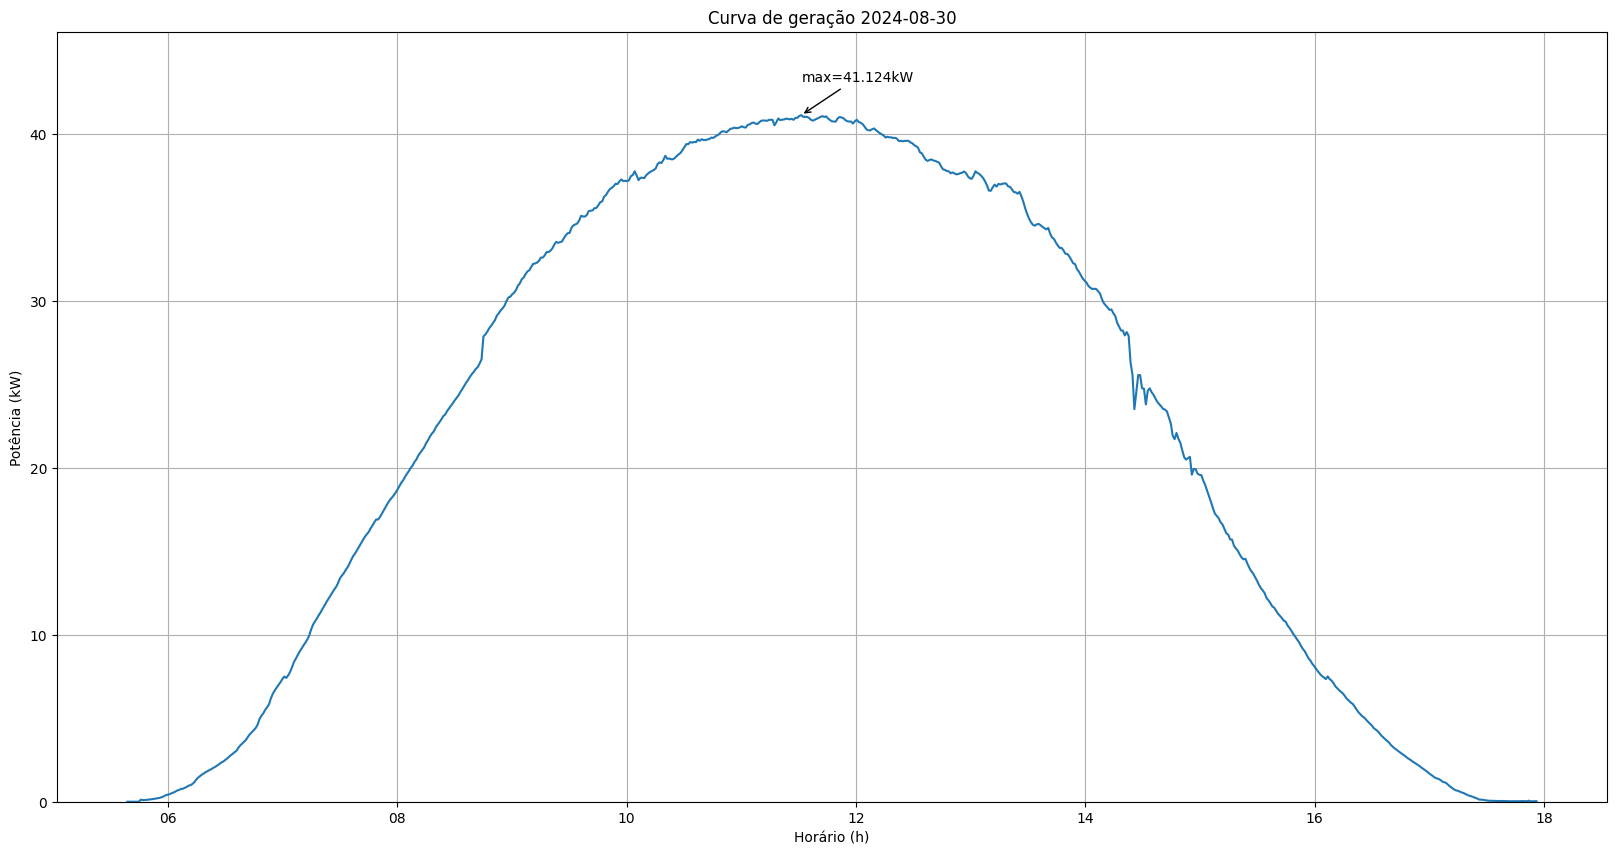 Curva de geração 2024-08-30
max=41.124kW
Potência (kW)
40
30
20
10
0
06 08 10 12 14 16 18
Horário (h)